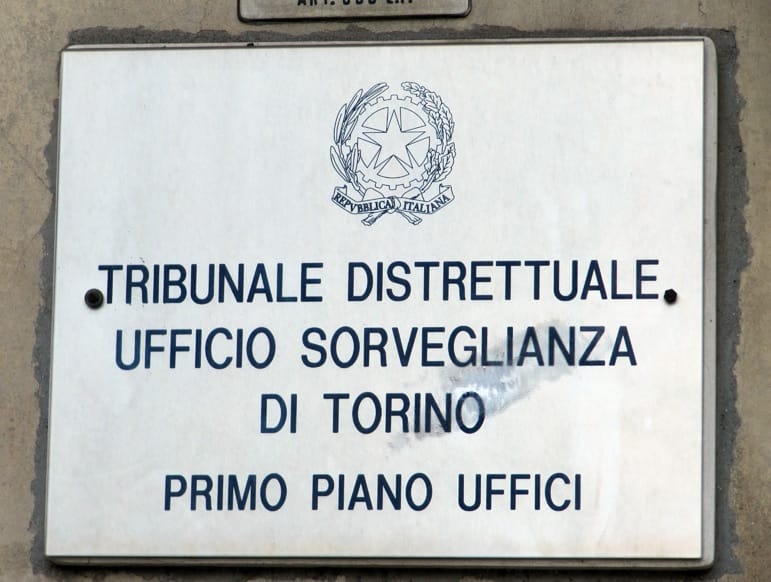 REPVBBLICA ITALIANA
TRIBUNALE DISTRETTUALE
UFFICIO SORVEGLIANZA
DI TORINO
PRIMO PIANO UFFICI